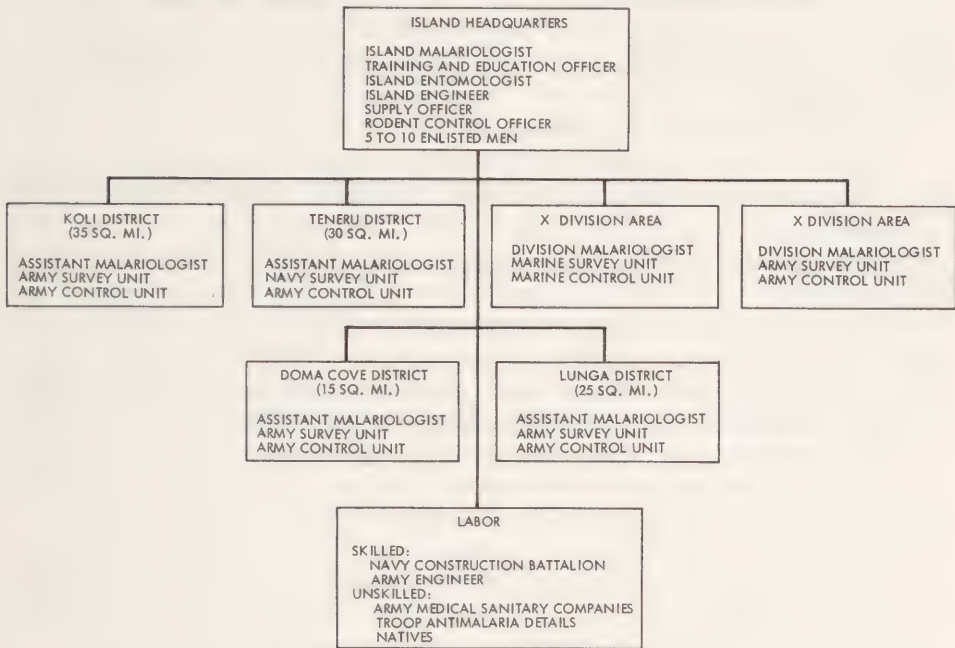 ISLAND HEADQUARTERS
ISLAND MALARIOLOGIST
TRAINING AND EDUCATION OFFICER
ISLAND ENTOMOLOGIST
ISLAND ENGINEER
SUPPLY OFFICER
RODENT CONTROL OFFICER
5 TO 10 ENLISTED MEN
KOLI DISTRICT
(35 SQ. MI.)
ASSISTANT MALARIOLOGIST
ARMY SURVEY UNIT
ARMY CONTROL UNIT
TENERU DISTRICT
(30 SQ. MI.)
ASSISTANT MALARIOLOGIST
NAVY SURVEY UNIT
ARMY CONTROL UNIT
X DIVISION AREA
DIVISION MALARIOLOGIST
MARINE SURVEY UNIT
MARINE CONTROL UNIT
X DIVISION AREA
DIVISION MALARIOLOGIST
ARMY SURVEY UNIT
ARMY CONTROL UNIT
DOMA COVE DISTRICT
(15 SQ. MI.)
ASSISTANT MALARIOLOGIST
ARMY SURVEY UNIT
ARMY CONTROL UNIT
LUNGA DISTRICT
(25 SQ. MI.)
ASSISTANT MALARIOLOGIST
ARMY SURVEY UNIT
ARMY CONTROL UNIT
LABOR
SKILLED:
NAVY CONSTRUCTION BATTALION
ARMY ENGINEER
UNSKILLED:
ARMY MEDICAL SANITARY COMPANIES
TROOP ANTIMALARIA DETAILS
NATIVES